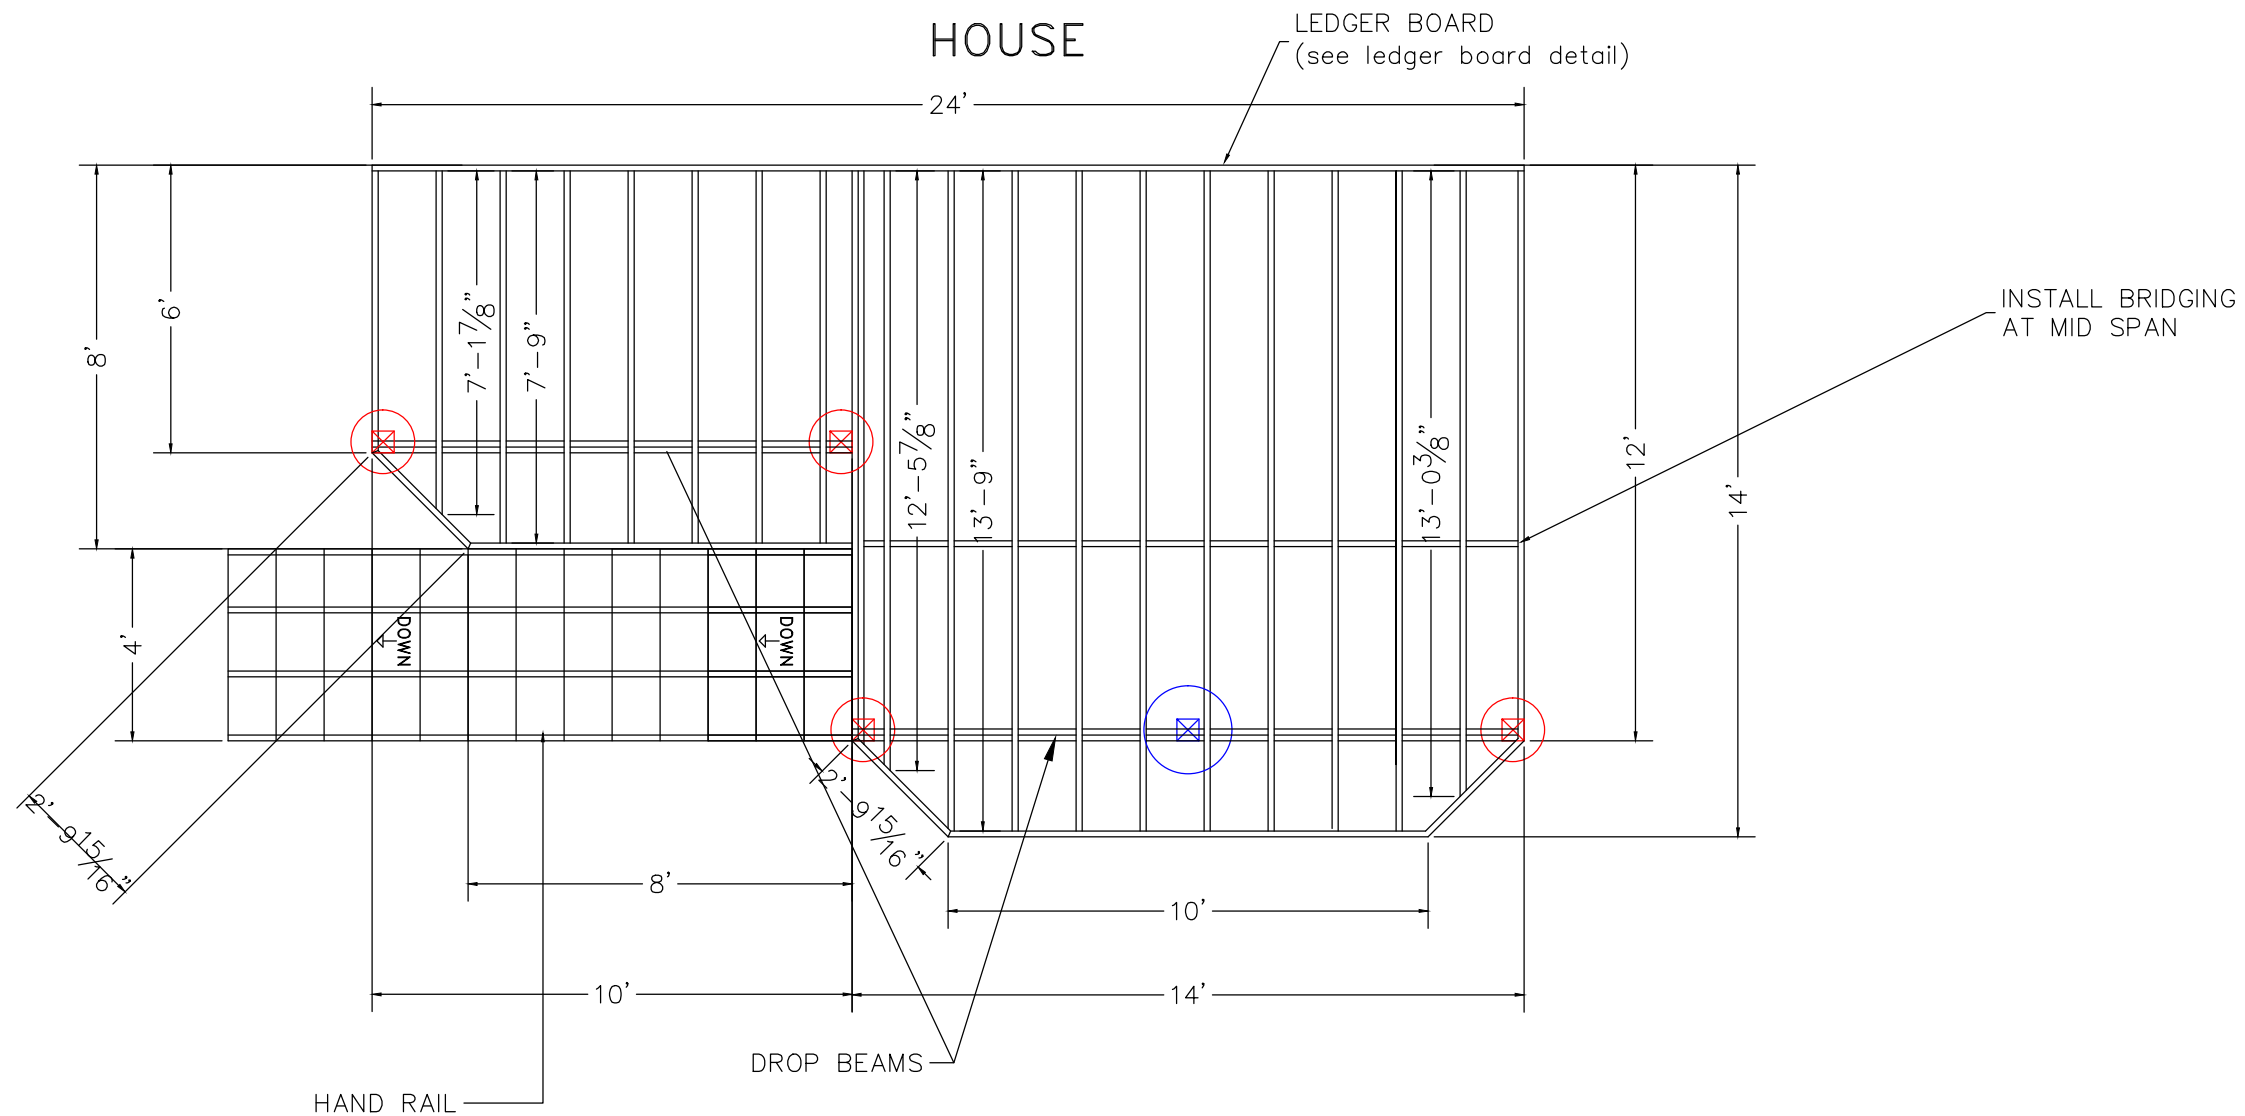 HOUSE
LEDGER BOARD
(see ledger board detail)
24'
8'
6'
7'-1 7/8"
7'-9"
12'-5 7/8"
13'-9"
13'-0 3/8"
12'
14'
INSTALL BRIDGING
AT MID SPAN
4'
DOWN
DOWN
2'-9 15/16"
2'-9 15/16"
8'
10'
10'
14'
DROP BEAMS
HAND RAIL